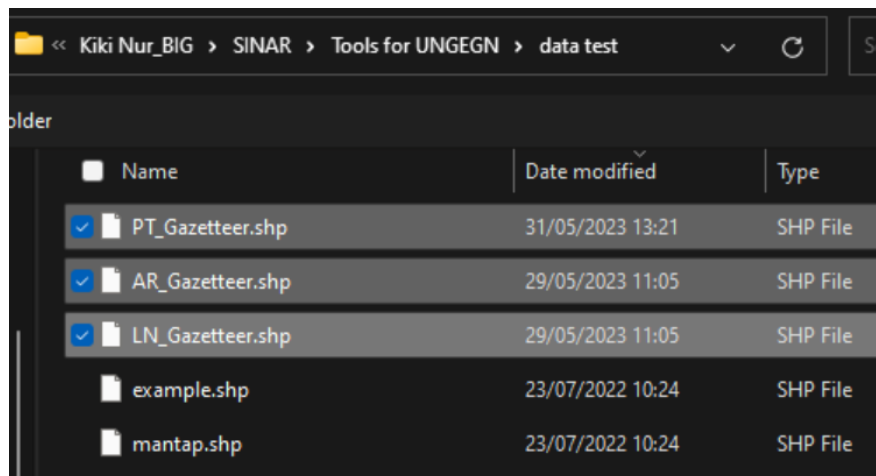 « Kiki Nur_BIG > SINAR > Tools for UNGEGN > data test
older
Name Date modified Type
PT_Gazetteer.shp 31/05/2023 13:21 SHP File
AR_Gazetteer.shp 29/05/2023 11:05 SHP File
LN_Gazetteer.shp 29/05/2023 11:05 SHP File
example.shp 23/07/2022 10:24 SHP File
mantap.shp 23/07/2022 10:24 SHP File